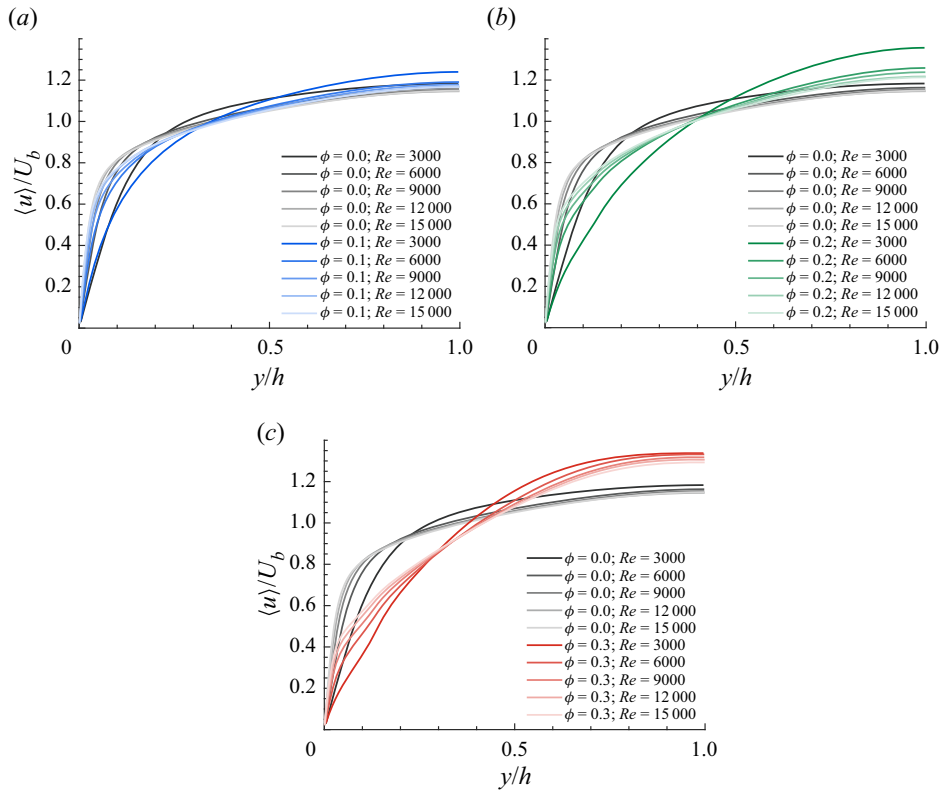 (a)
1.2
1.0
0.8
0.6
0.4
0.2
⟨u⟩/U_b
ϕ = 0.0; Re = 3000
ϕ = 0.0; Re = 6000
ϕ = 0.0; Re = 9000
ϕ = 0.0; Re = 12 000
ϕ = 0.0; Re = 15 000
ϕ = 0.1; Re = 3000
ϕ = 0.1; Re = 6000
ϕ = 0.1; Re = 9000
ϕ = 0.1; Re = 12 000
ϕ = 0.1; Re = 15 000
0 0.5 1.0
y/h
(b)
1.2
1.0
0.8
0.6
0.4
0.2
ϕ = 0.0; Re = 3000
ϕ = 0.0; Re = 6000
ϕ = 0.0; Re = 9000
ϕ = 0.0; Re = 12 000
ϕ = 0.0; Re = 15 000
ϕ = 0.2; Re = 3000
ϕ = 0.2; Re = 6000
ϕ = 0.2; Re = 9000
ϕ = 0.2; Re = 12 000
ϕ = 0.2; Re = 15 000
0 0.5 1.0
y/h
(c)
1.2
1.0
0.8
0.6
0.4
0.2
⟨u⟩/U_b
ϕ = 0.0; Re = 3000
ϕ = 0.0; Re = 6000
ϕ = 0.0; Re = 9000
ϕ = 0.0; Re = 12 000
ϕ = 0.0; Re = 15 000
ϕ = 0.3; Re = 3000
ϕ = 0.3; Re = 6000
ϕ = 0.3; Re = 9000
ϕ = 0.3; Re = 12 000
ϕ = 0.3; Re = 15 000
0 0.5 1.0
y/h